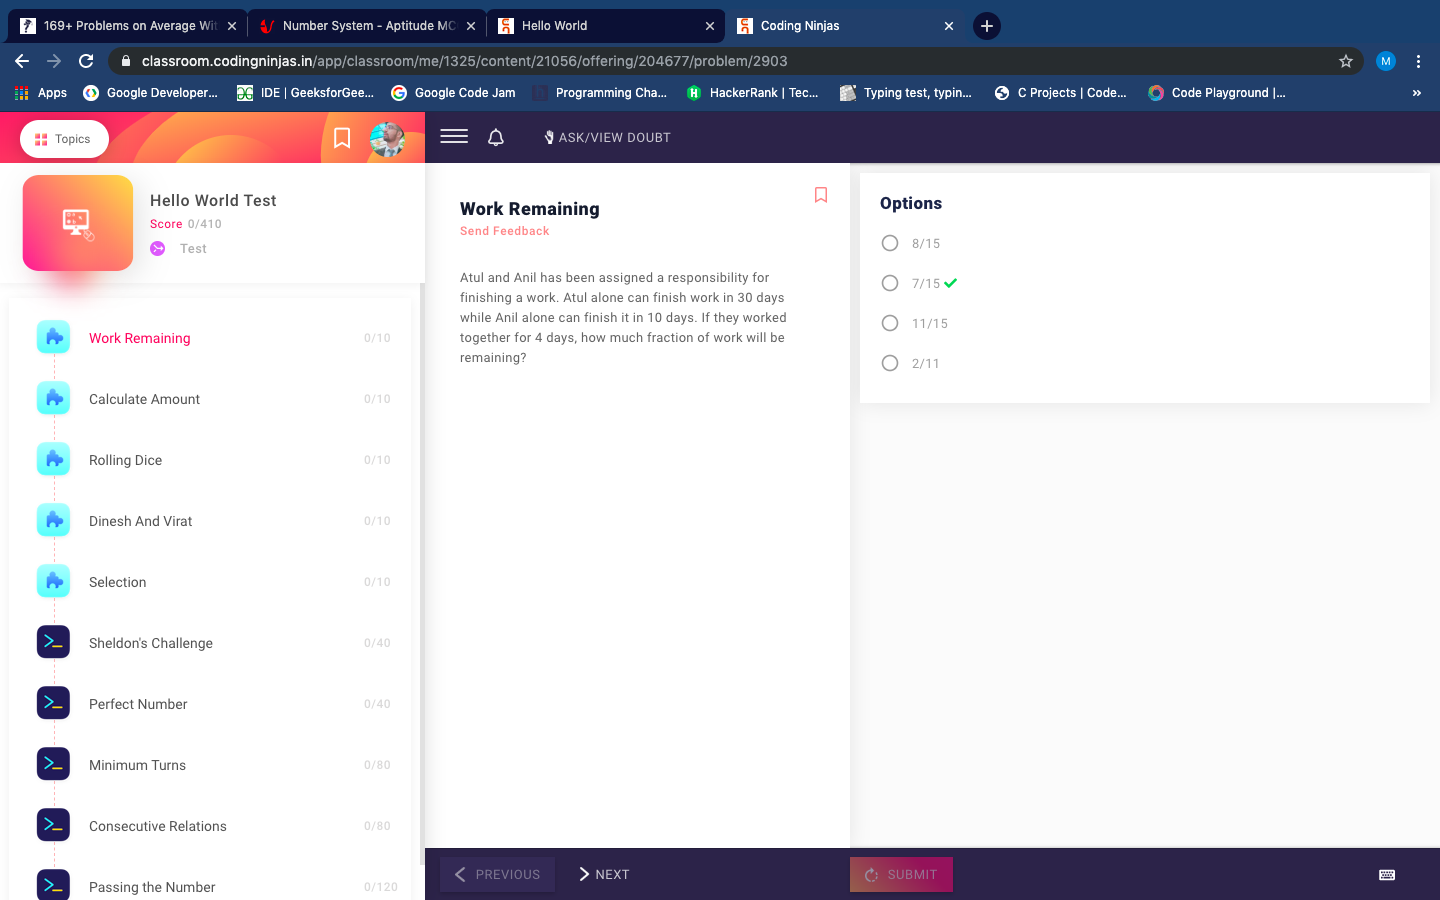 169+ Problems on Average Wit
Number System - Aptitude MC
Hello World
Coding Ninjas
classroom.codingninjas.in/app/classroom/me/1325/content/21056/offering/204677/problem/2903
M
Apps
Google Developer...
IDE | GeeksforGee...
Google Code Jam
Programming Cha...
HackerRank | Tec...
Typing test, typin...
C Projects | Code...
Code Playground |...
»
Topics
ASK/VIEW DOUBT
Hello World Test
Score 0/410
Test
Work Remaining 0/10
Calculate Amount 0/10
Rolling Dice 0/10
Dinesh And Virat 0/10
Selection 0/10
Sheldon's Challenge 0/40
Perfect Number 0/40
Minimum Turns 0/80
Consecutive Relations 0/80
Passing the Number 0/120
Work Remaining
Send Feedback
Atul and Anil has been assigned a responsibility for
finishing a work. Atul alone can finish work in 30 days
while Anil alone can finish it in 10 days. If they worked
together for 4 days, how much fraction of work will be
remaining?
Options
8/15
7/15
11/15
2/11
PREVIOUS
NEXT
SUBMIT